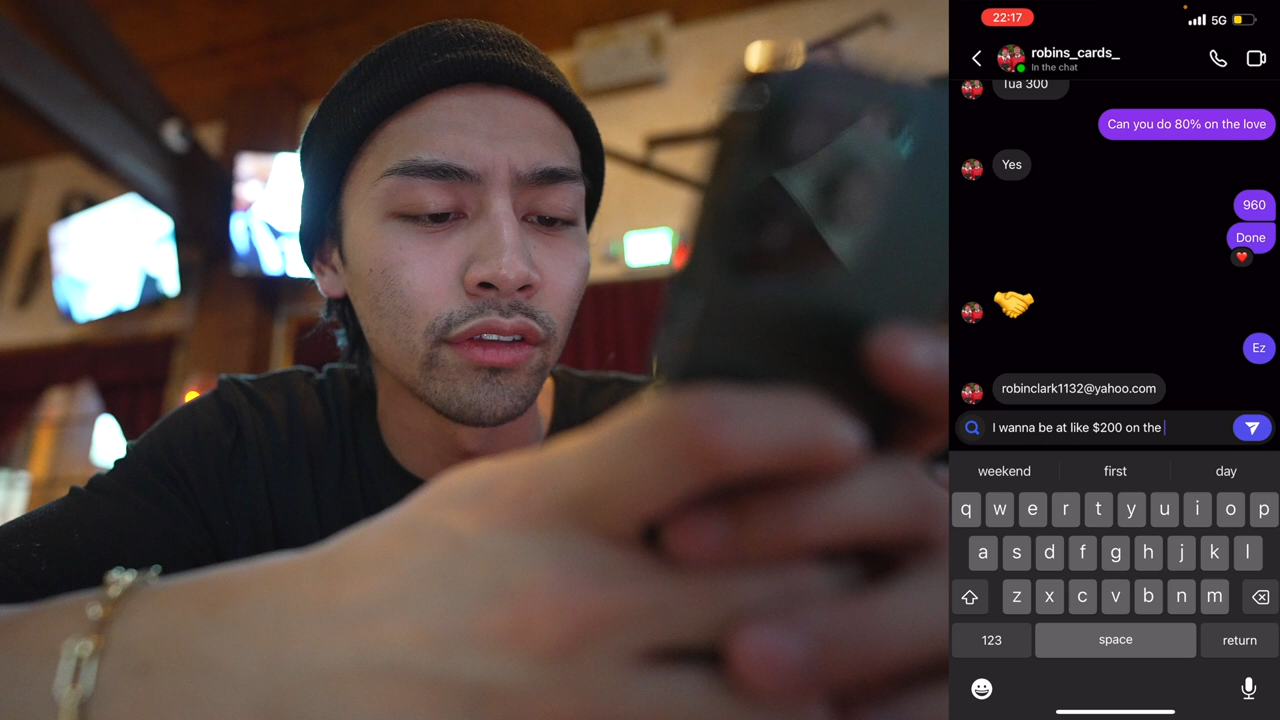 22:17
5G
robins_cards_
In the chat
Tua 300
Can you do 80% on the love
Yes
960
Done
Ez
robinclark1132@yahoo.com
I wanna be at like $200 on the
weekend first day
q w e r t y u i o p
a s d f g h j k l
z x c v b n m
123 space return